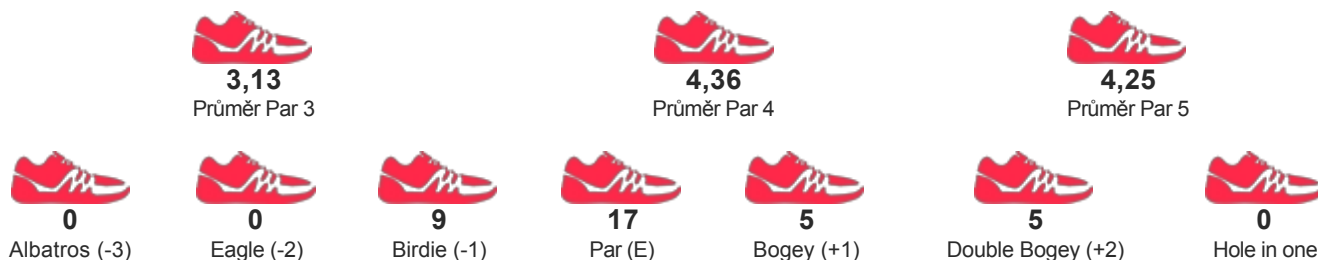 3,13 4,36 4,25
Průměr Par 3 Průměr Par 4 Průměr Par 5
0 0 9 17 5 5 0
Albatros (-3) Eagle (-2) Birdie (-1) Par (E) Bogey (+1) Double Bogey (+2) Hole in one